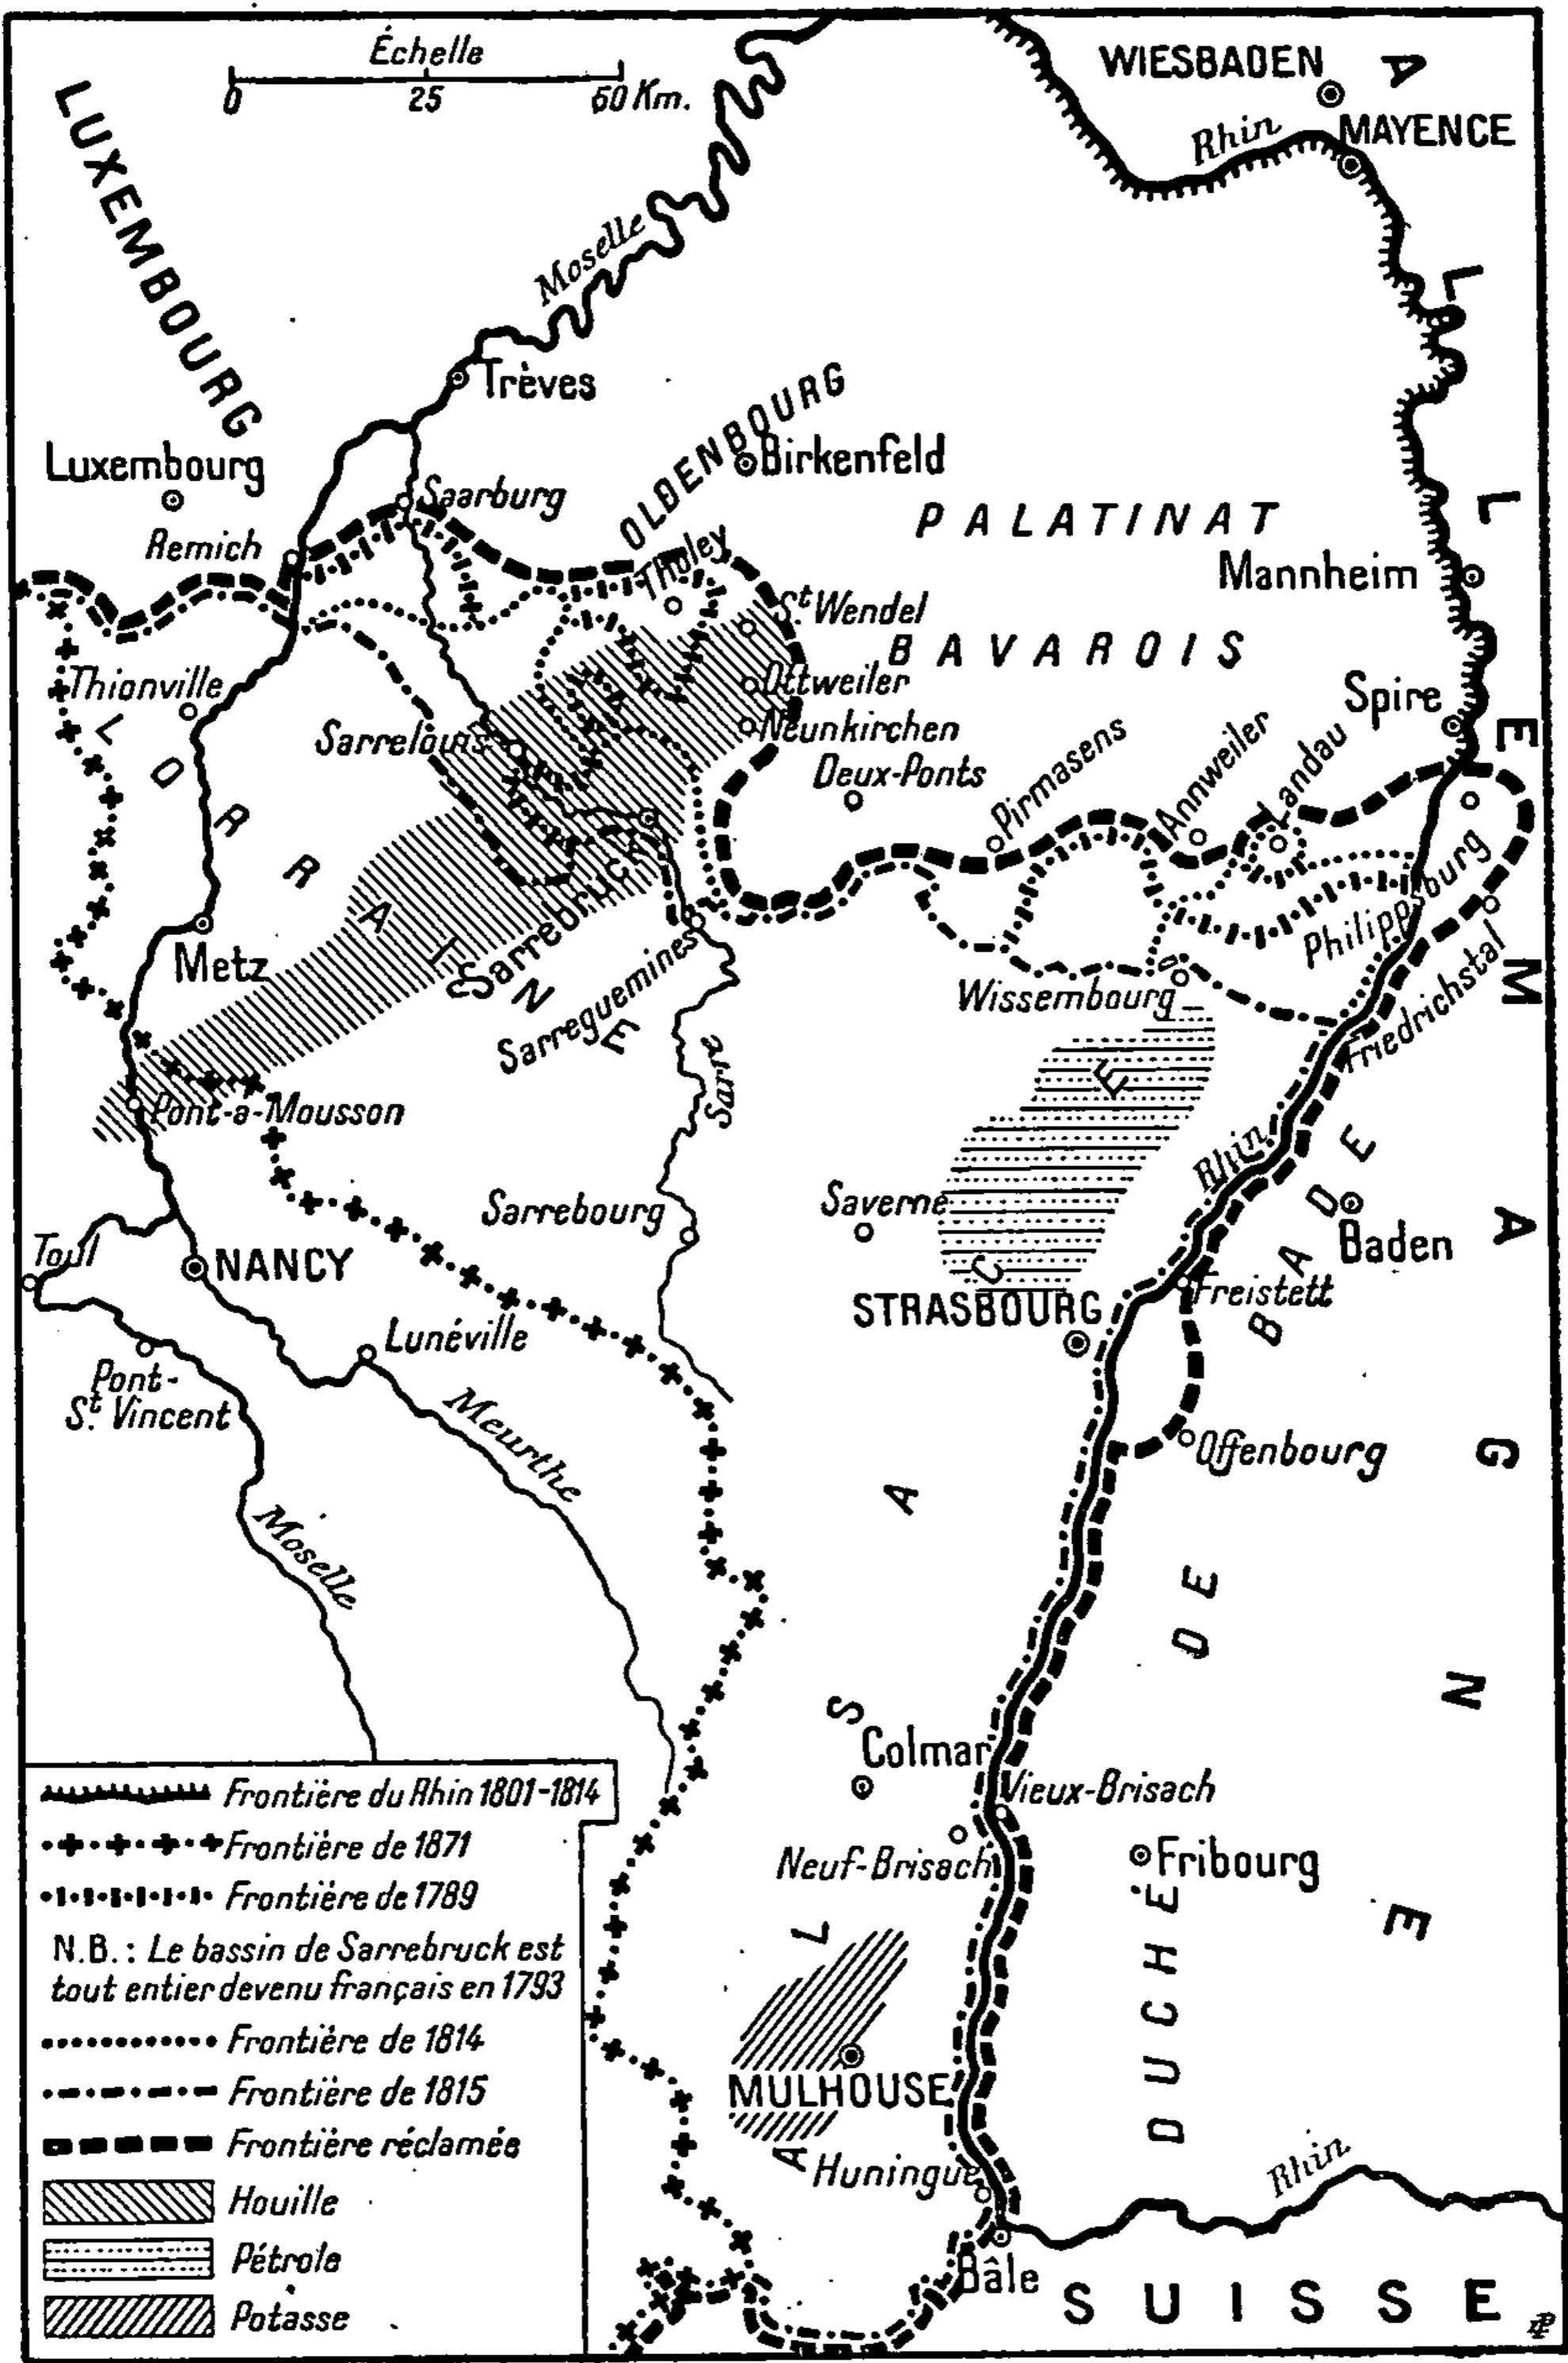 Échelle
0 25 50 Km.
WIESBADEN
MAYENCE
Rhin
LUXEMBOURG
Moselle
Trèves
OLDENBOURG
Birkenfeld
Luxembourg
Saarburg
Remich
Tholey
PALATINAT
Mannheim
St. Wendel
BAVAROIS
Ottweiler
Thionville
Spire
Neunkirchen
Sarrelouis
Deux-Ponts
Pirmasens
Annweiler
Landau
LORRAINE
Philippsburg
Metz
Sarrebruck
Sarreguemines
Wissembourg
Friedrichstal
ALLEMAGNE
Sarre
Pont-a-Mousson
Rhin
Saverne
Sarrebourg
Baden
Toul
NANCY
Freistett
STRASBOURG
Lunéville
Pont-
St. Vincent
Meurthe
Offenbourg
Moselle
ALSACE
DUCHÉ DE BADE
Colmar
Vieux-Brisach
Neuf-Brisach
Fribourg
MULHOUSE
Huningue
Rhin
Bâle
SUISSE
Frontière du Rhin 1801-1814
Frontière de 1871
Frontière de 1789
N.B.: Le bassin de Sarrebruck est
tout entier devenu français en 1793
Frontière de 1814
Frontière de 1815
Frontière réclamée
Houille
Pétrole
Potasse